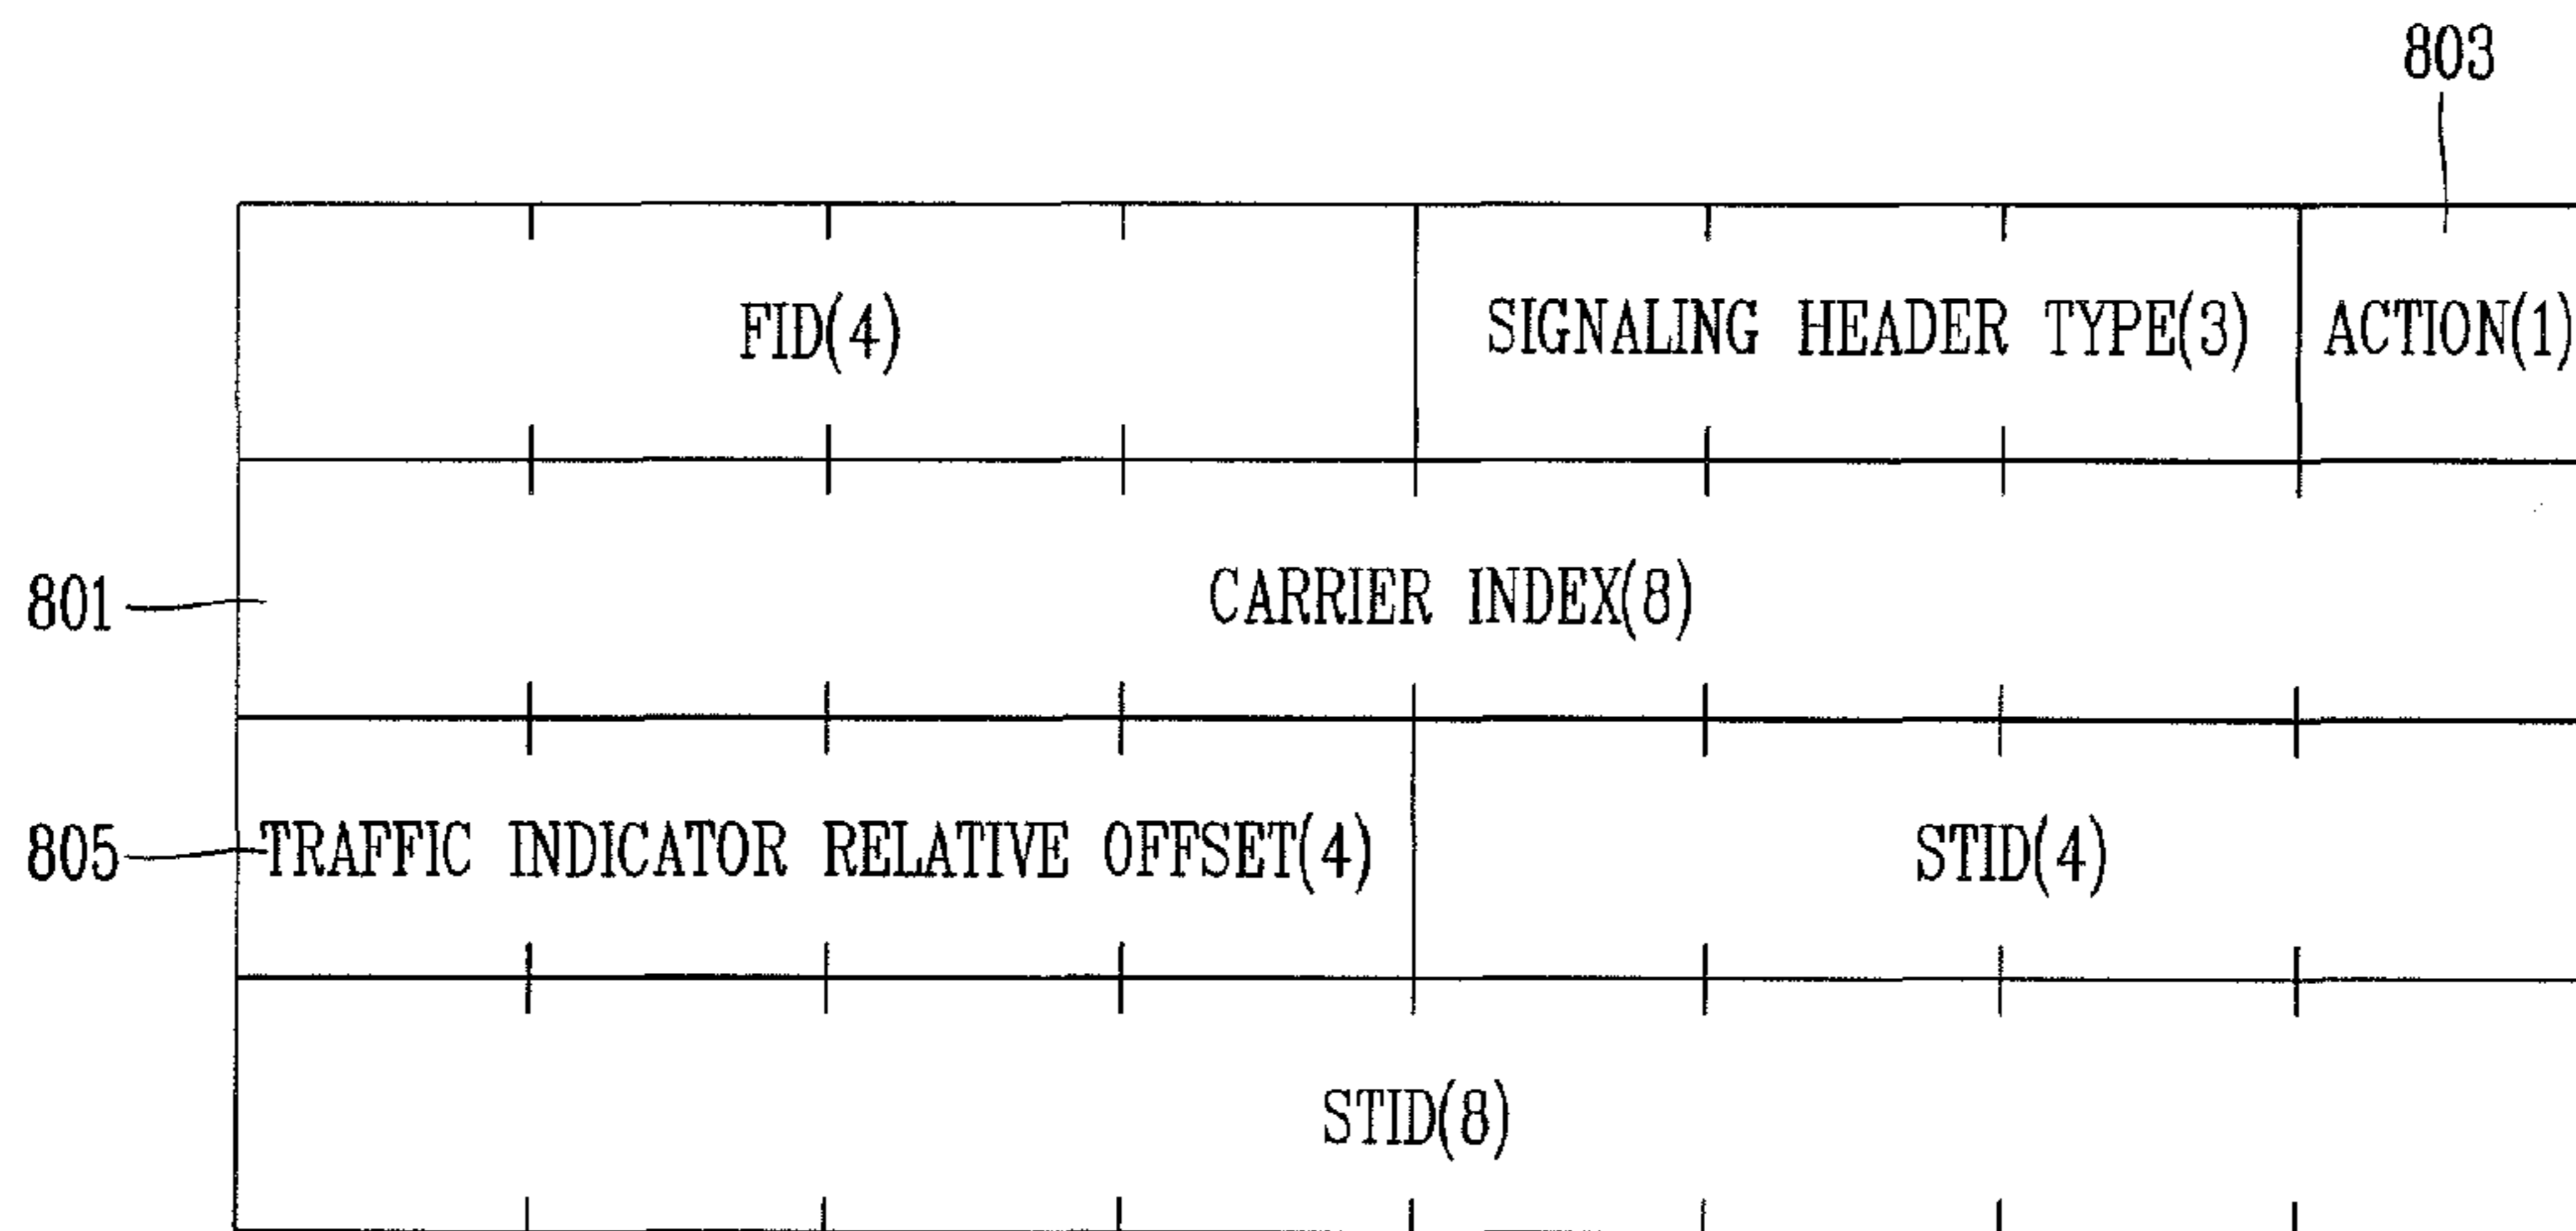 803
FID(4) SIGNALING HEADER TYPE(3) ACTION(1)
801 CARRIER INDEX(8)
805 TRAFFIC INDICATOR RELATIVE OFFSET(4) STID(4)
STID(8)